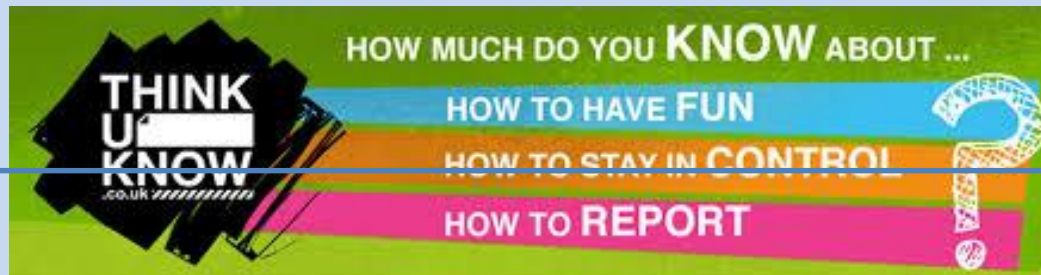 THINK
U
KNOW
.co.uk
HOW MUCH DO YOU KNOW ABOUT ...
HOW TO HAVE FUN
HOW TO STAY IN CONTROL
HOW TO REPORT
?